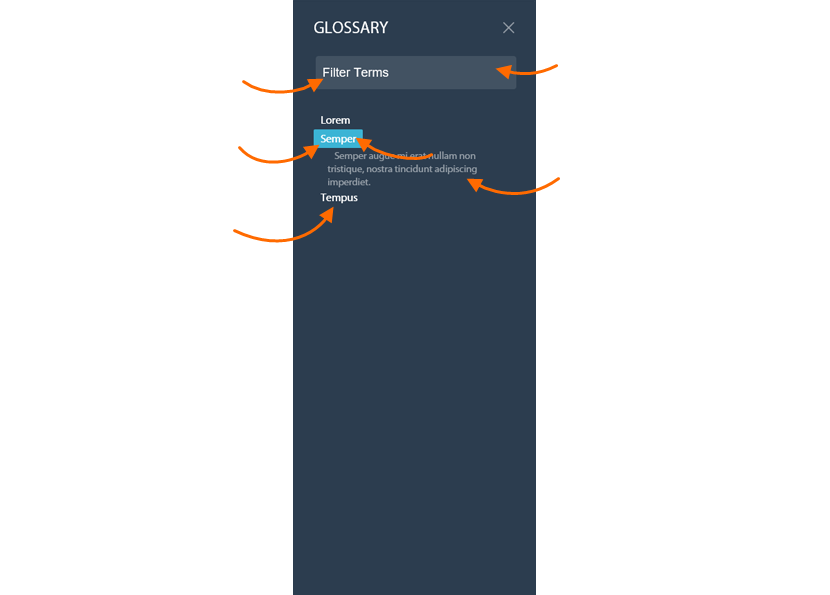 GLOSSARY
Filter Terms
Lorem
Semper
Semper augue mi erat nullam non
tristique, nostra tincidunt adipiscing
imperdiet.
Tempus